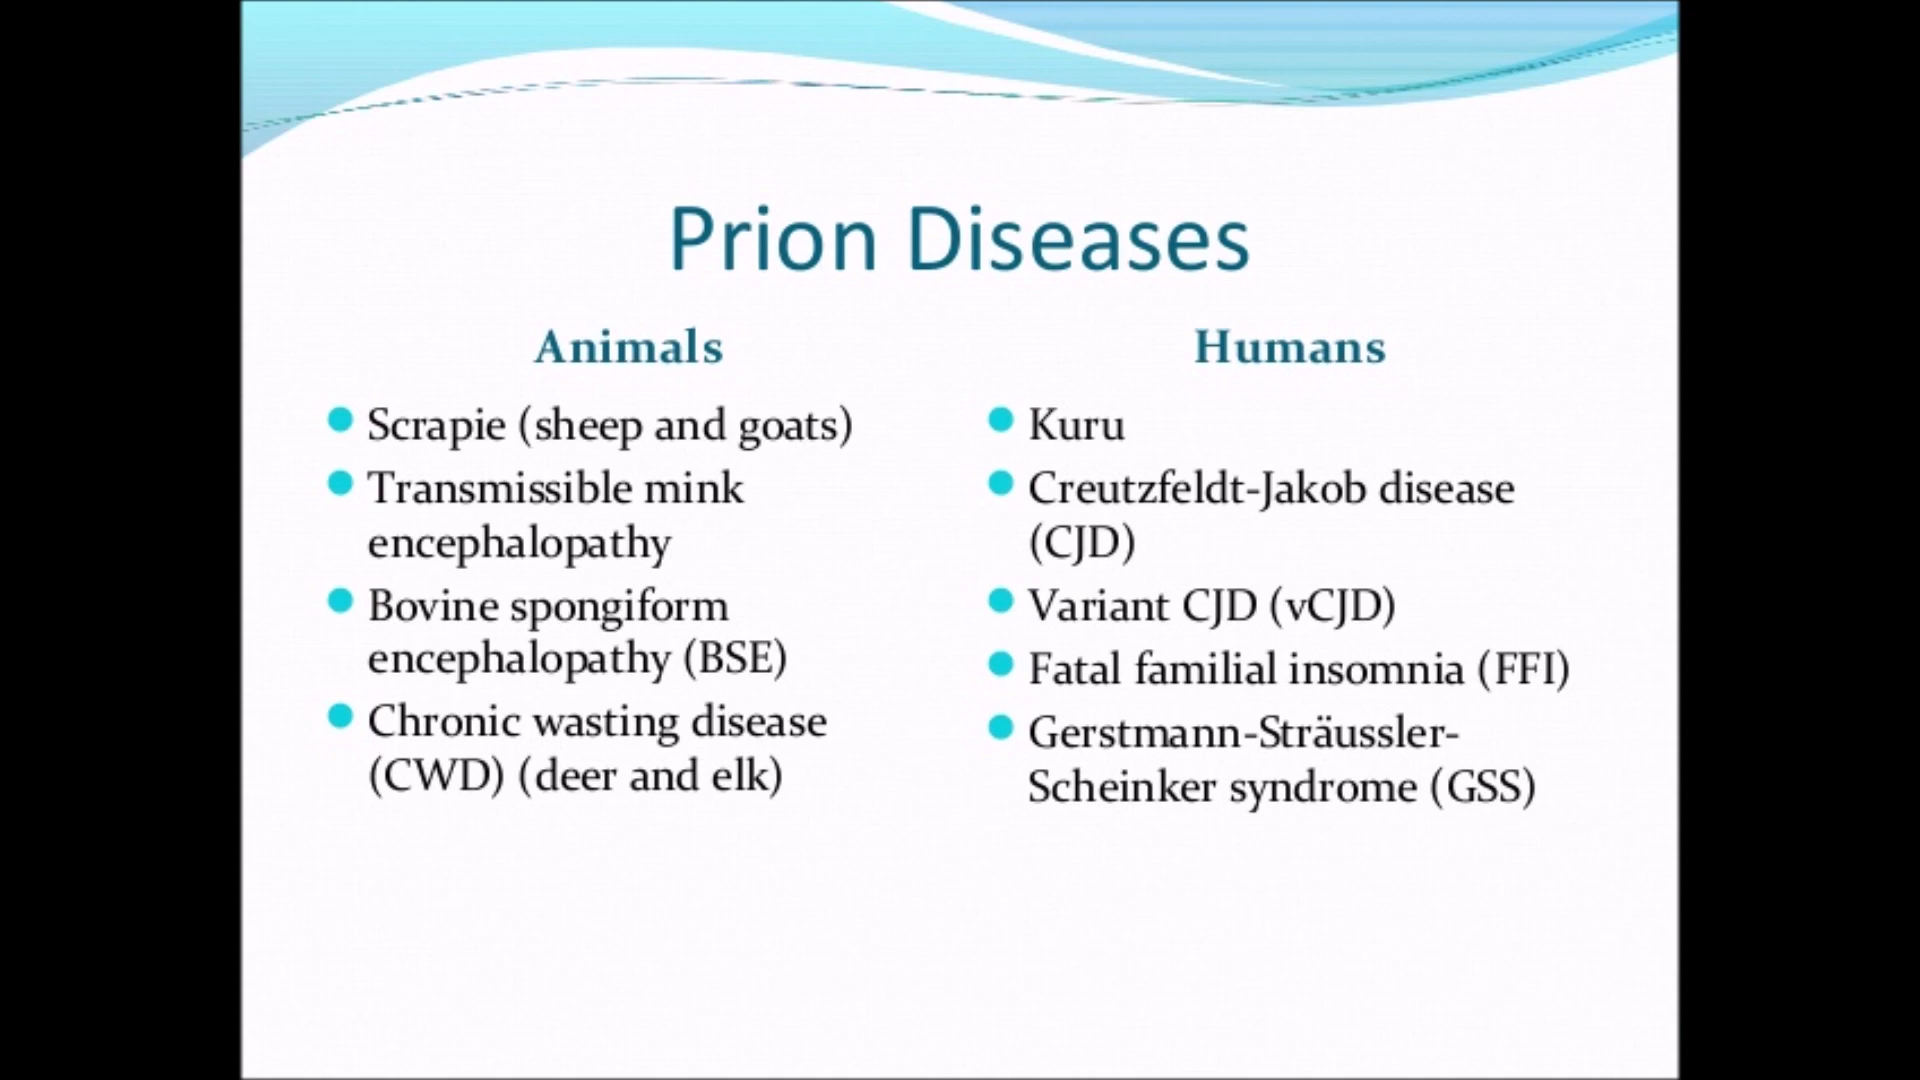 Prion Diseases
Animals
Scrapie (sheep and goats)
Transmissible mink
encephalopathy
Bovine spongiform
encephalopathy (BSE)
Chronic wasting disease
(CWD) (deer and elk)
Humans
Kuru
Creutzfeldt-Jakob disease
(CJD)
Variant CJD (vCJD)
Fatal familial insomnia (FFI)
Gerstmann-Sträussler-
Scheinker syndrome (GSS)